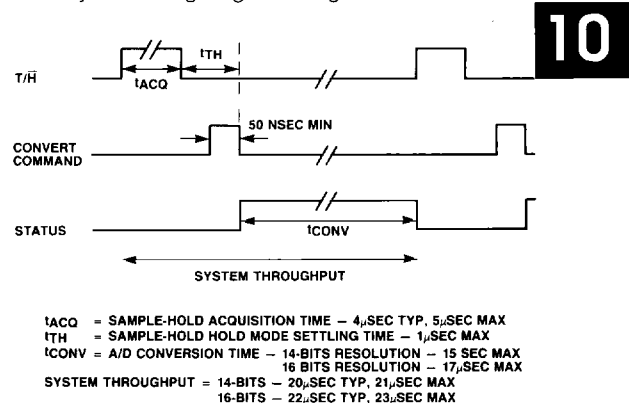 10
T/H̅
tACQ
tTH
50 NSEC MIN
CONVERT
COMMAND
STATUS
tCONV
SYSTEM THROUGHPUT
tACQ = SAMPLE-HOLD ACQUISITION TIME – 4µSEC TYP, 5µSEC MAX
tTH = SAMPLE-HOLD HOLD MODE SETTLING TIME – 1µSEC MAX
tCONV = A/D CONVERSION TIME – 14-BITS RESOLUTION – 15 SEC MAX
16 BITS RESOLUTION – 17µSEC MAX
SYSTEM THROUGHPUT = 14-BITS – 20µSEC TYP, 21µSEC MAX
16-BITS – 22µSEC TYP, 23µSEC MAX